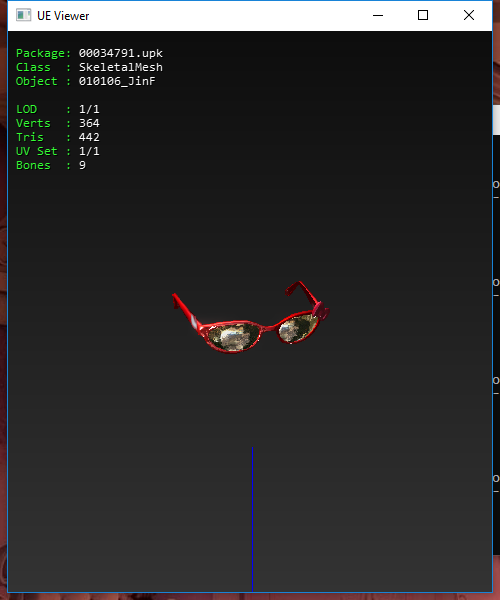 UE Viewer
Package: 00034791.upk
Class : SkeletalMesh
Object : 010106_JinF
LOD : 1/1
Verts : 364
Tris : 442
UV Set : 1/1
Bones : 9